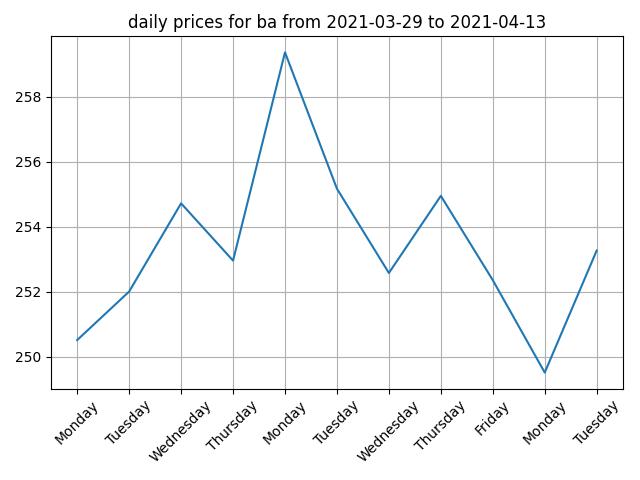 daily prices for ba from 2021-03-29 to 2021-04-13
258
256
254
252
250
Monday
Tuesday
Wednesday
Thursday
Monday
Tuesday
Wednesday
Thursday
Friday
Monday
Tuesday